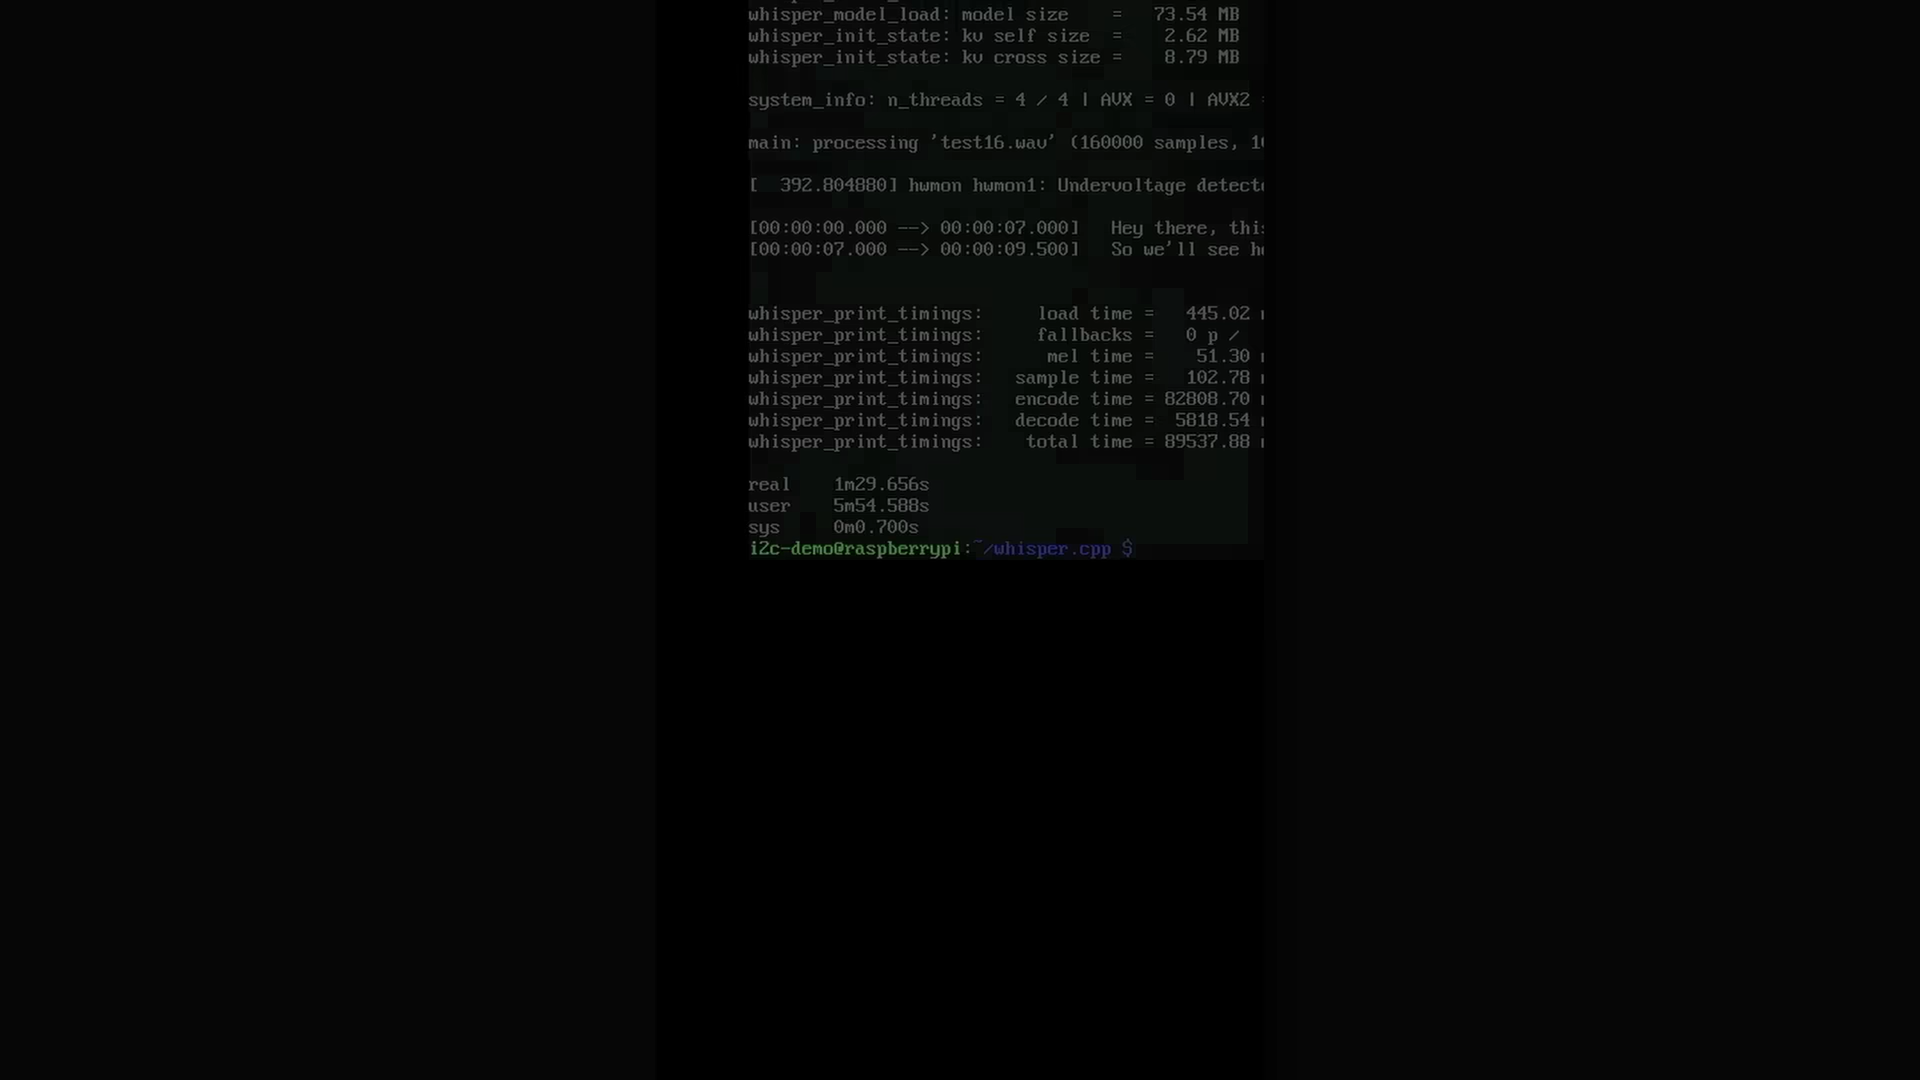 whisper_model_load: model size    =   73.54 MB
whisper_init_state: kv self size  =    2.62 MB
whisper_init_state: kv cross size =    8.79 MB
system_info: n_threads = 4 / 4 | AVX = 0 | AVX2
main: processing 'test16.wav' (160000 samples,
[  392.804880] hwmon hwmon1: Undervoltage
[00:00:00.000 --> 00:00:07.000]   Hey there,
[00:00:07.000 --> 00:00:09.500]   So we'll see
whisper_print_timings:     load time =   445.02
whisper_print_timings:     fallbacks =   0 p /
whisper_print_timings:      mel time =    51.30
whisper_print_timings:   sample time =   102.78
whisper_print_timings:   encode time = 82808.70
whisper_print_timings:   decode time =  5818.54
whisper_print_timings:    total time = 89537.88
real    1m29.656s
user    5m54.588s
sys     0m0.700s
i2c-demo@raspberrypi:~/whisper.cpp $